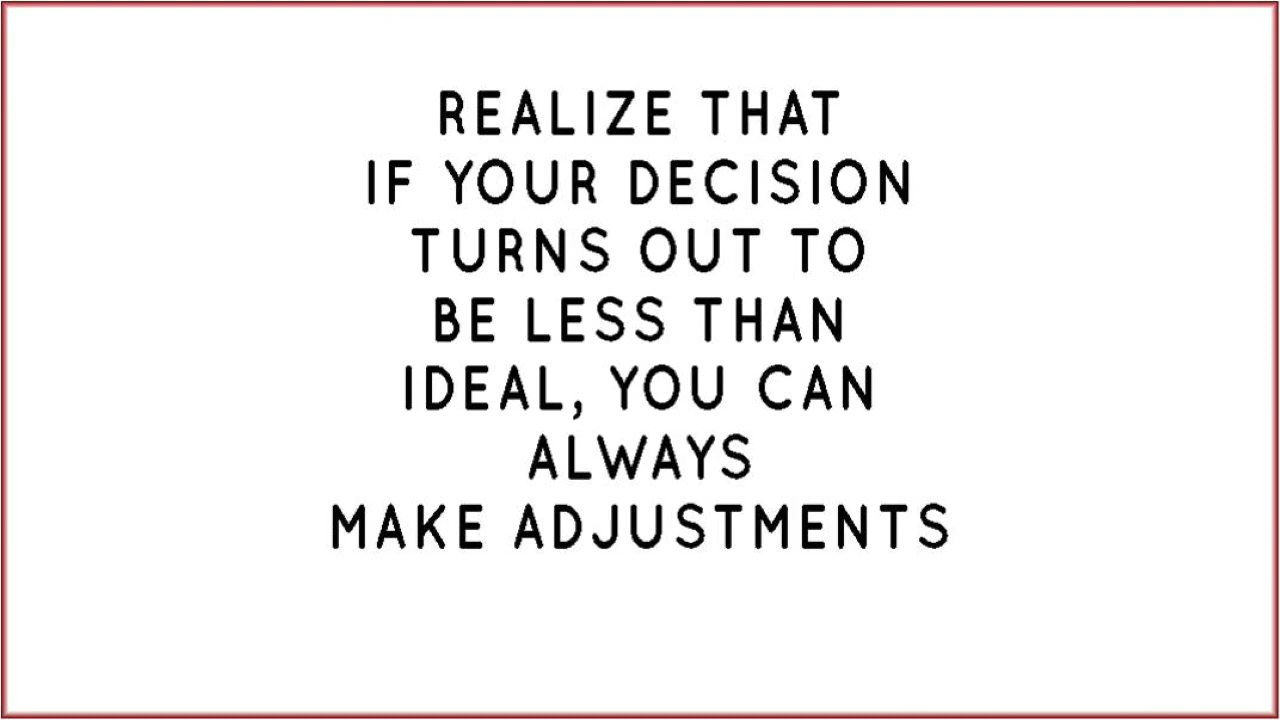 REALIZE THAT
IF YOUR DECISION
TURNS OUT TO
BE LESS THAN
IDEAL, YOU CAN
ALWAYS
MAKE ADJUSTMENTS